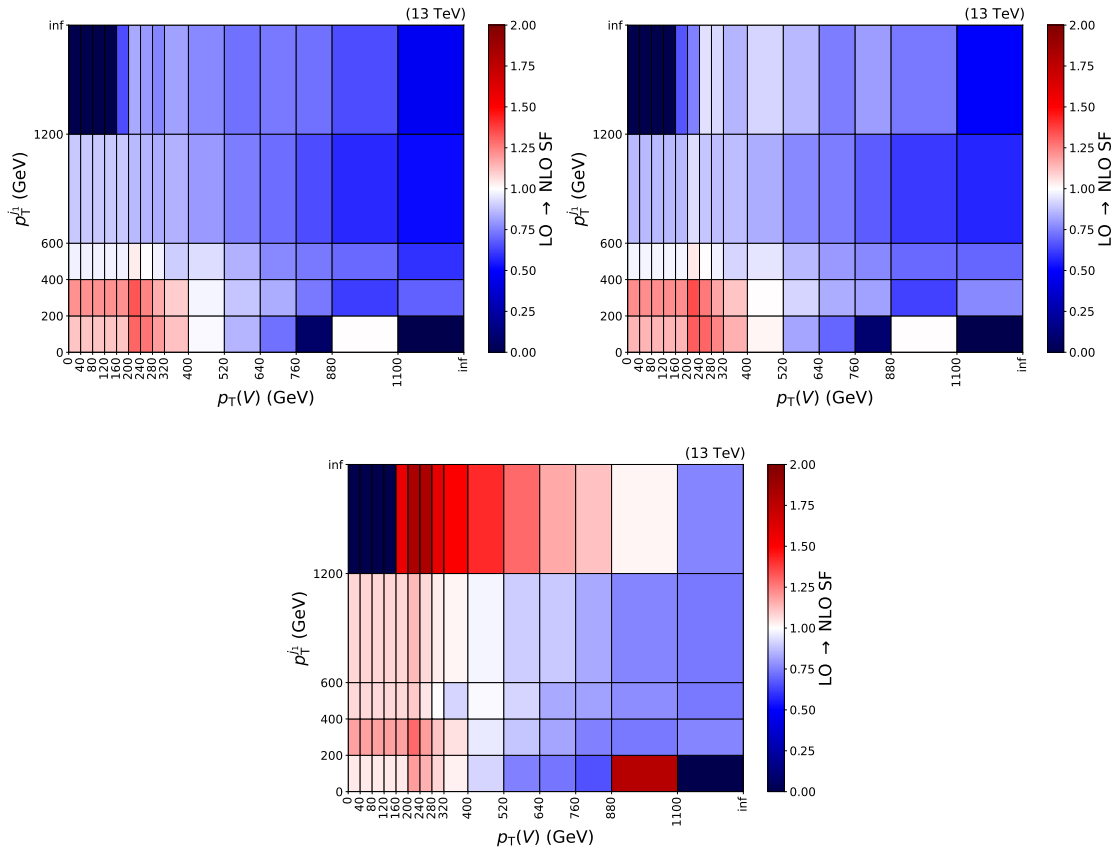 (13 TeV)
inf
1200
600
400
200
0
p_T^{j_1} (GeV)
0 40 80 120 160 200 240 280 320 400 520 640 760 880 1100 inf
p_T(V) (GeV)
2.00
1.75
1.50
1.25
1.00
0.75
0.50
0.25
0.00
LO → NLO SF
(13 TeV)
inf
1200
600
400
200
0
p_T^{j_1} (GeV)
0 40 80 120 160 200 240 280 320 400 520 640 760 880 1100 inf
p_T(V) (GeV)
2.00
1.75
1.50
1.25
1.00
0.75
0.50
0.25
0.00
LO → NLO SF
(13 TeV)
inf
1200
600
400
200
0
p_T^{j_1} (GeV)
0 40 80 120 160 200 240 280 320 400 520 640 760 880 1100 inf
p_T(V) (GeV)
2.00
1.75
1.50
1.25
1.00
0.75
0.50
0.25
0.00
LO → NLO SF